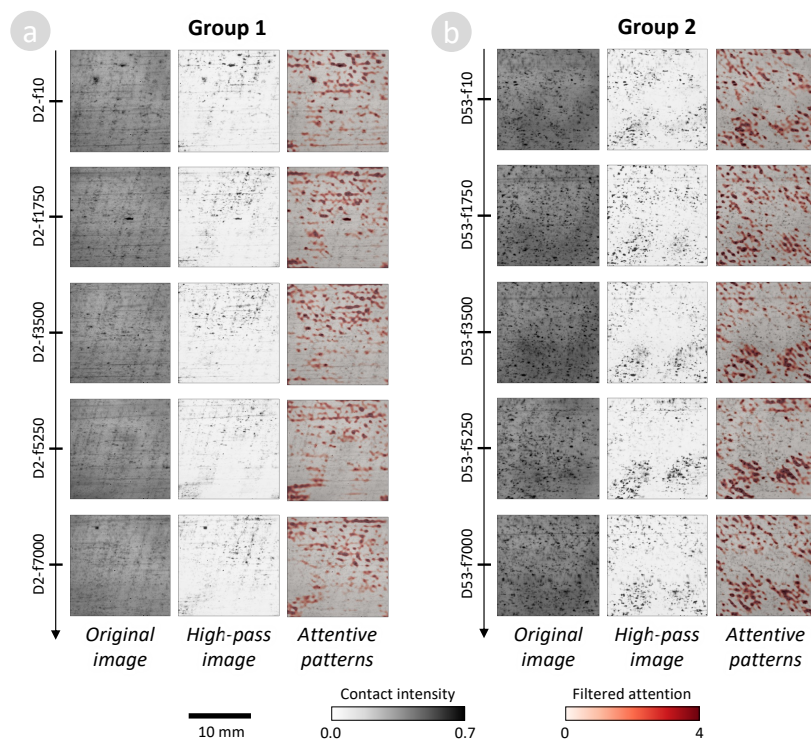 a
Group 1
D2-f10
D2-f1750
D2-f3500
D2-f5250
D2-f7000
Original image
High-pass image
Attentive patterns
b
Group 2
D53-f10
D53-f1750
D53-f3500
D53-f5250
D53-f7000
Original image
High-pass image
Attentive patterns
10 mm
Contact intensity
0.0
0.7
Filtered attention
0
4